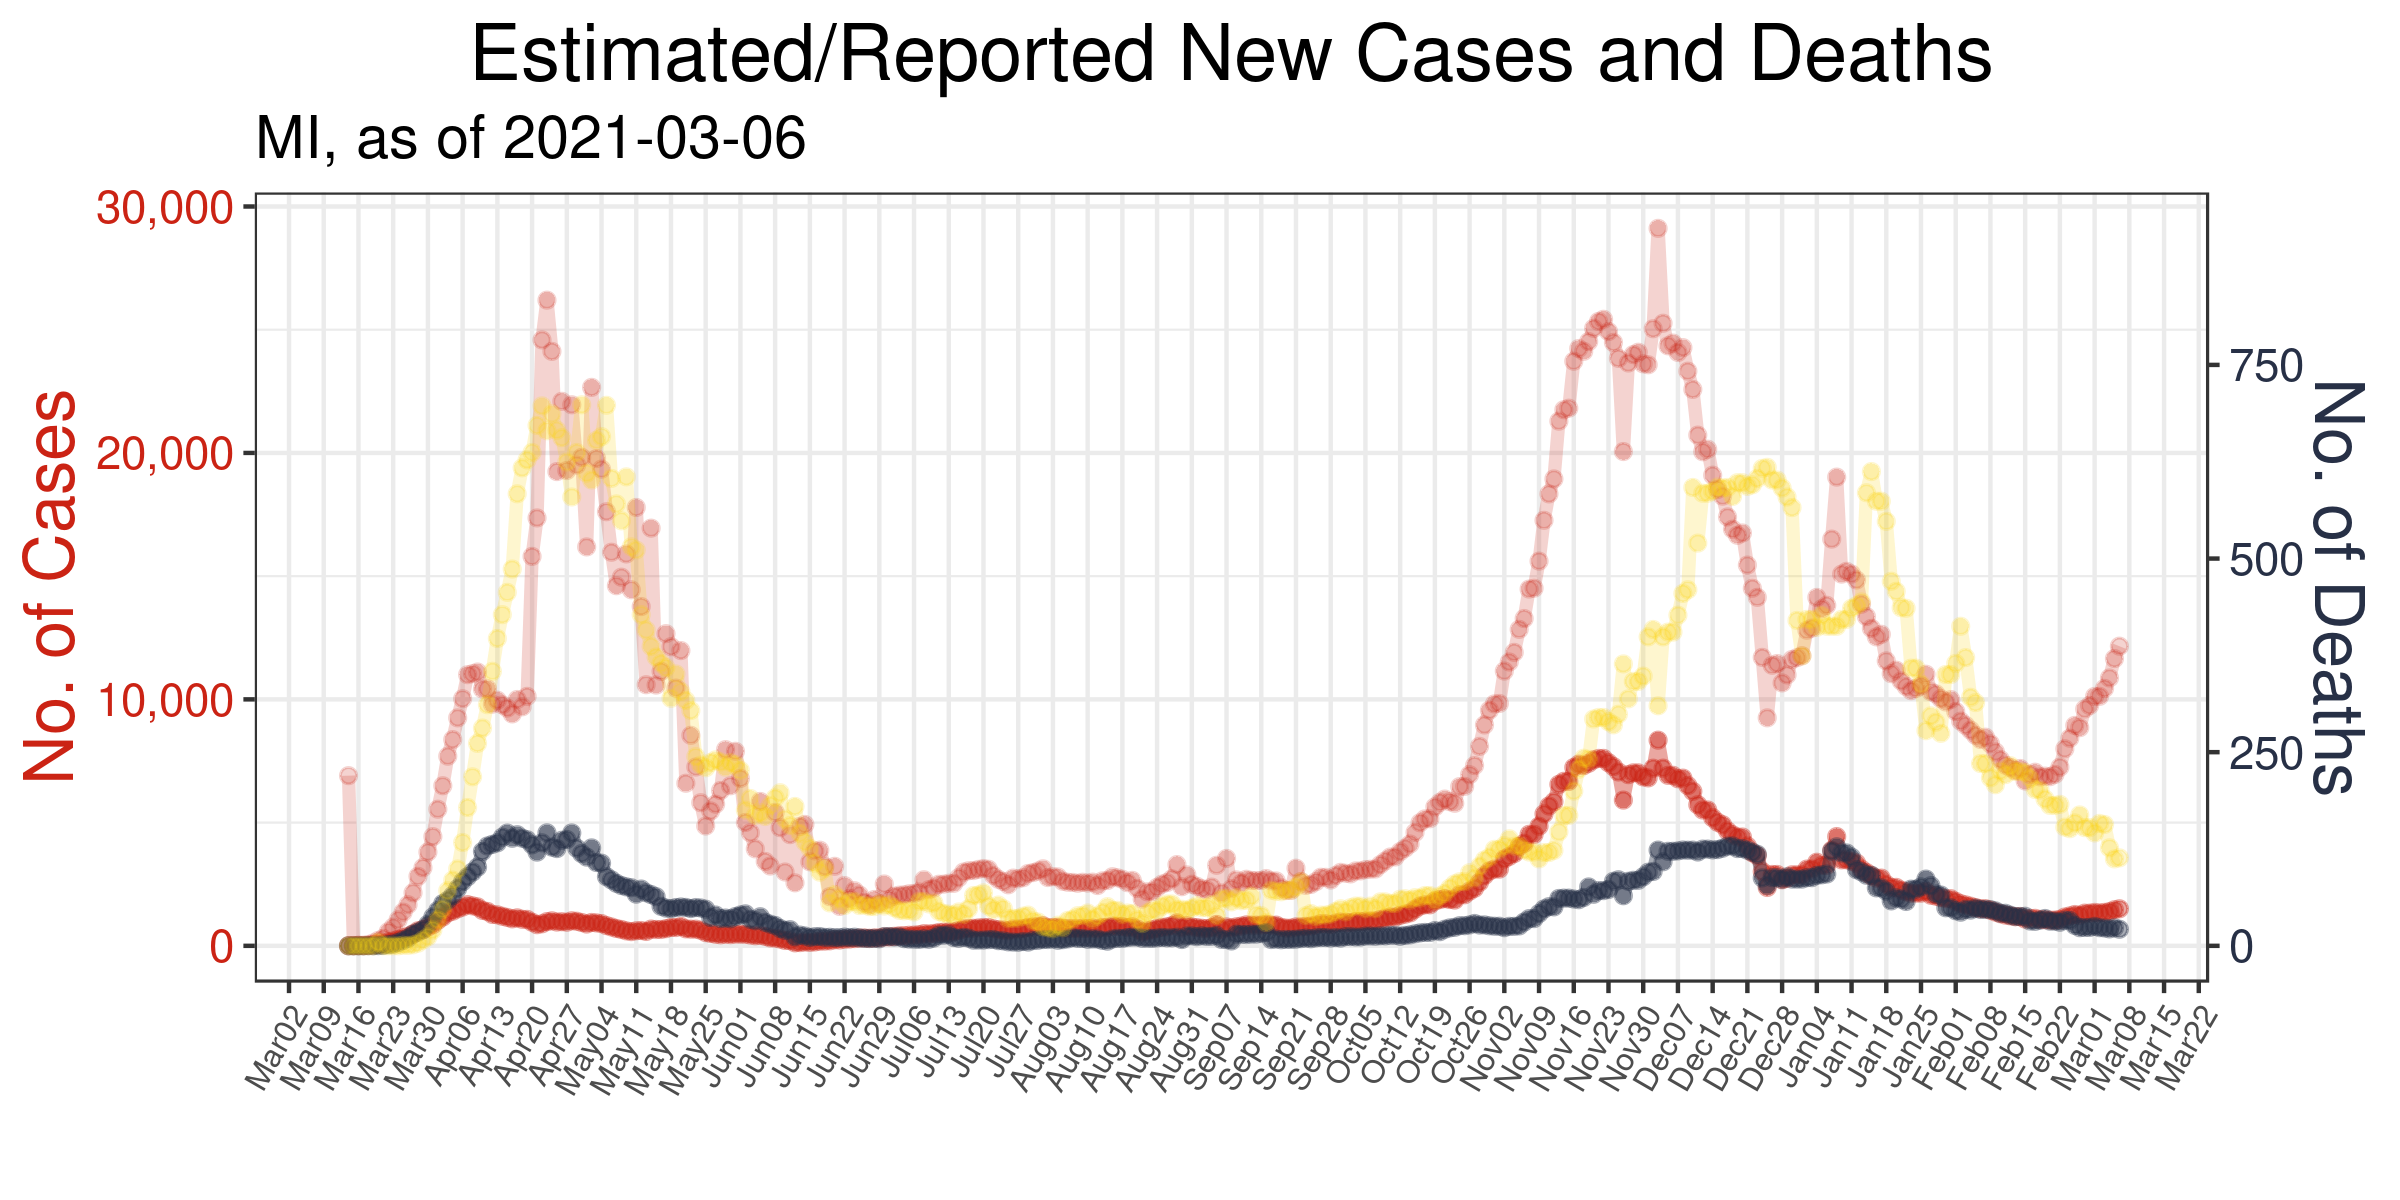 Estimated/Reported New Cases and Deaths
MI, as of 2021-03-06
No. of Cases
30,000
20,000
10,000
0
No. of Deaths
750
500
250
0
Mar02
Mar09
Mar16
Mar23
Mar30
Apr06
Apr13
Apr20
Apr27
May04
May11
May18
May25
Jun01
Jun08
Jun15
Jun22
Jun29
Jul06
Jul13
Jul20
Jul27
Aug03
Aug10
Aug17
Aug24
Aug31
Sep07
Sep14
Sep21
Sep28
Oct05
Oct12
Oct19
Oct26
Nov02
Nov09
Nov16
Nov23
Nov30
Dec07
Dec14
Dec21
Dec28
Jan04
Jan11
Jan18
Jan25
Feb01
Feb08
Feb15
Feb22
Mar01
Mar08
Mar15
Mar22